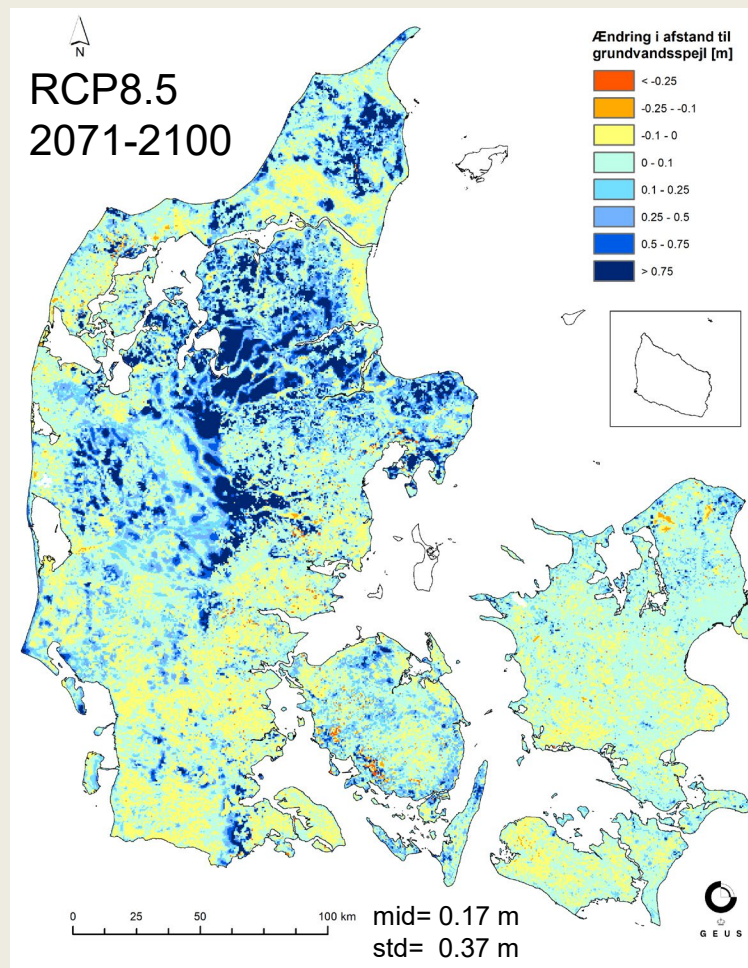 N
RCP8.5
2071-2100
Ændring i afstand til
grundvandsspejl [m]
< -0.25
-0.25 - -0.1
-0.1 - 0
0 - 0.1
0.1 - 0.25
0.25 - 0.5
0.5 - 0.75
> 0.75
0 25 50 100 km
mid= 0.17 m
std= 0.37 m
G E U S